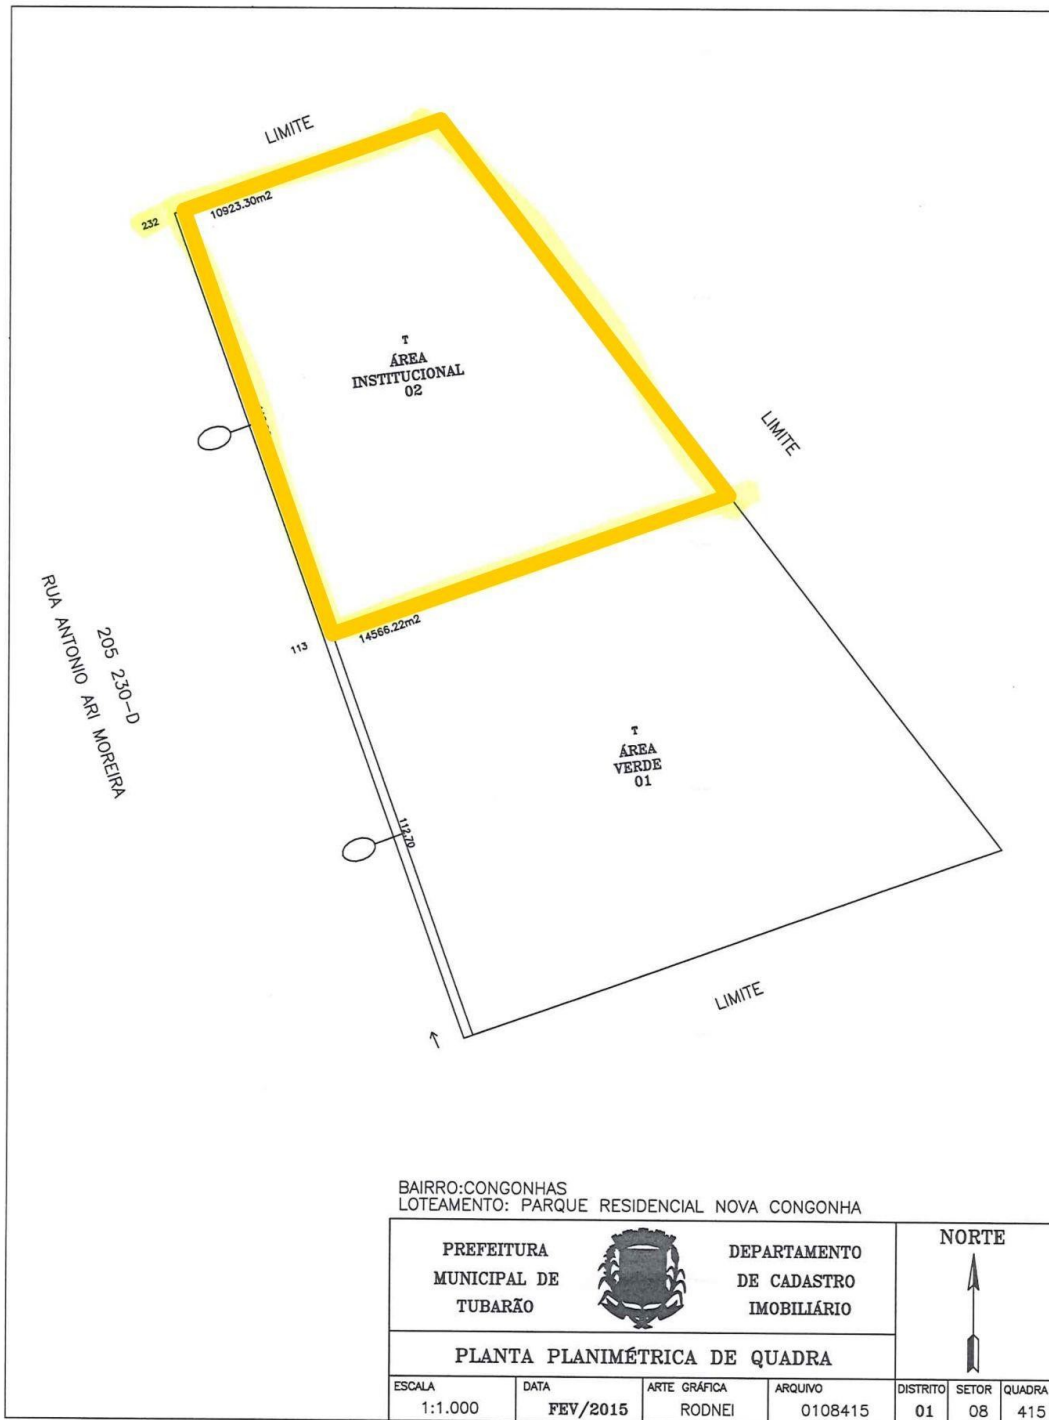 LIMITE
10923.30m2
232
T
ÁREA
INSTITUCIONAL
02
LIMITE
14566.22m2
113
205 230-D
RUA ANTONIO ARI MOREIRA
T
ÁREA
VERDE
01
112.70
LIMITE
BAIRRO:CONGONHAS
LOTEAMENTO: PARQUE RESIDENCIAL NOVA CONGONHA
PREFEITURA
MUNICIPAL DE
TUBARÃO
DEPARTAMENTO
DE CADASTRO
IMOBILIÁRIO
NORTE
PLANTA PLANIMÉTRICA DE QUADRA
ESCALA DATA ARTE GRÁFICA ARQUIVO DISTRITO SETOR QUADRA
1:1.000 FEV/2015 RODNEI 0108415 01 08 415